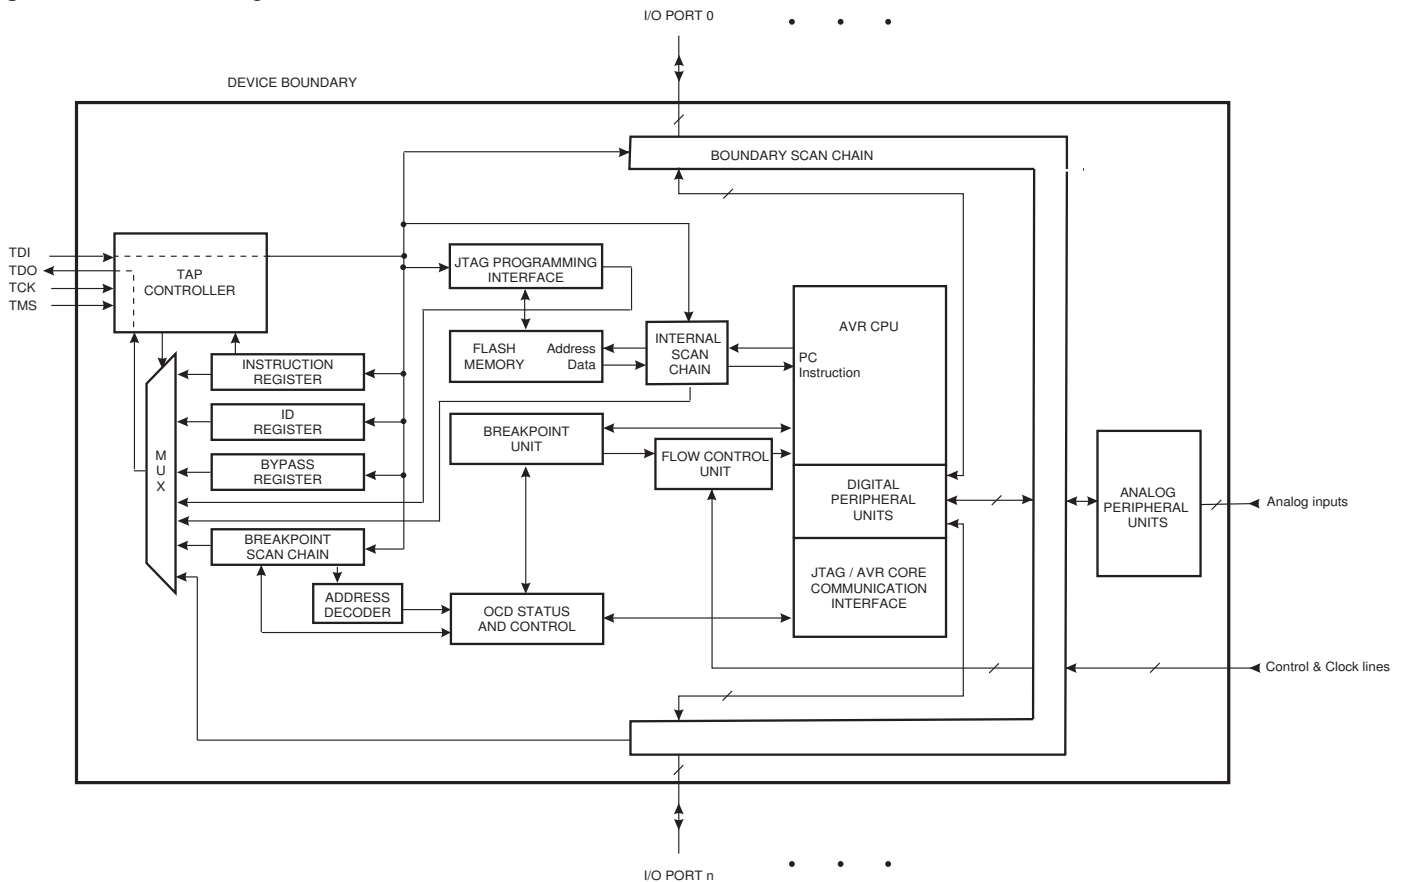 I/O PORT 0
DEVICE BOUNDARY
BOUNDARY SCAN CHAIN
TDI
TDO
TCK
TMS
TAP
CONTROLLER
JTAG PROGRAMMING
INTERFACE
AVR CPU
FLASH
MEMORY
Address
Data
INTERNAL
SCAN
CHAIN
PC
Instruction
INSTRUCTION
REGISTER
ID
REGISTER
BYPASS
REGISTER
M
U
X
BREAKPOINT
UNIT
FLOW CONTROL
UNIT
DIGITAL
PERIPHERAL
UNITS
ANALOG
PERIPHERAL
UNITS
Analog inputs
BREAKPOINT
SCAN CHAIN
ADDRESS
DECODER
OCD STATUS
AND CONTROL
JTAG / AVR CORE
COMMUNICATION
INTERFACE
Control & Clock lines
I/O PORT n